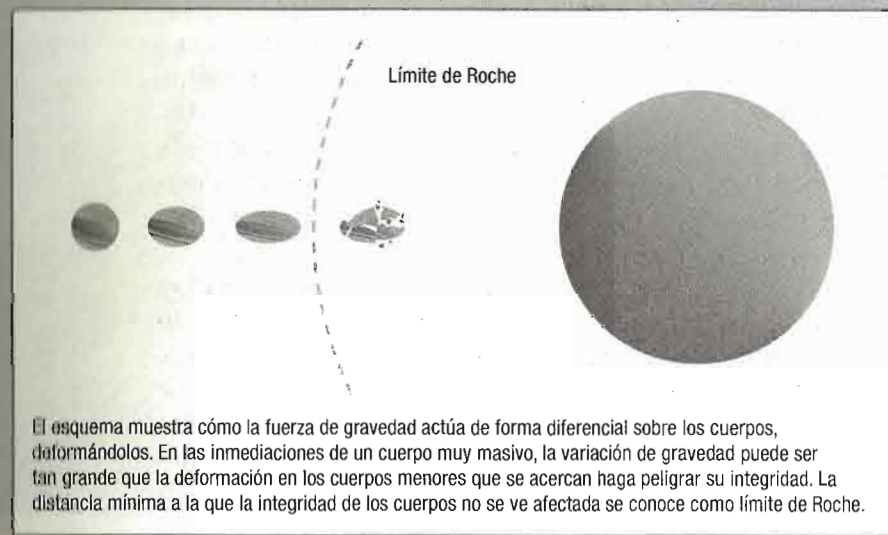 Límite de Roche
El esquema muestra cómo la fuerza de gravedad actúa de forma diferencial sobre los cuerpos,
deformándolos. En las inmediaciones de un cuerpo muy masivo, la variación de gravedad puede ser
tan grande que la deformación en los cuerpos menores que se acercan haga peligrar su integridad. La
distancia mínima a la que la integridad de los cuerpos no se ve afectada se conoce como límite de Roche.